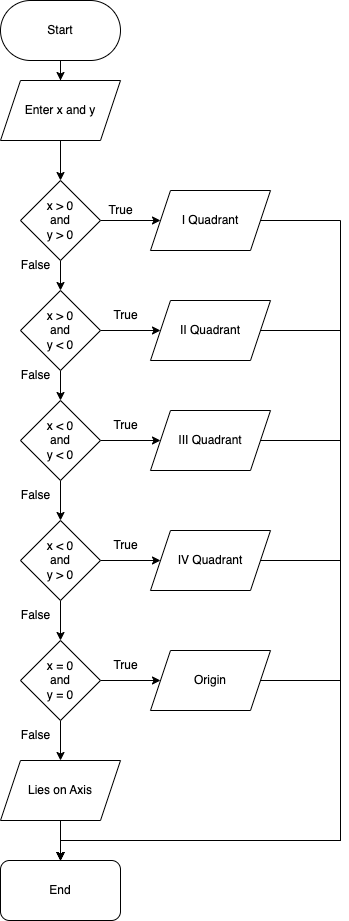 Start
Enter x and y
x > 0
and
y > 0
True
I Quadrant
False
x > 0
and
y < 0
True
II Quadrant
False
x < 0
and
y < 0
True
III Quadrant
False
x < 0
and
y > 0
True
IV Quadrant
False
x = 0
and
y = 0
True
Origin
False
Lies on Axis
End